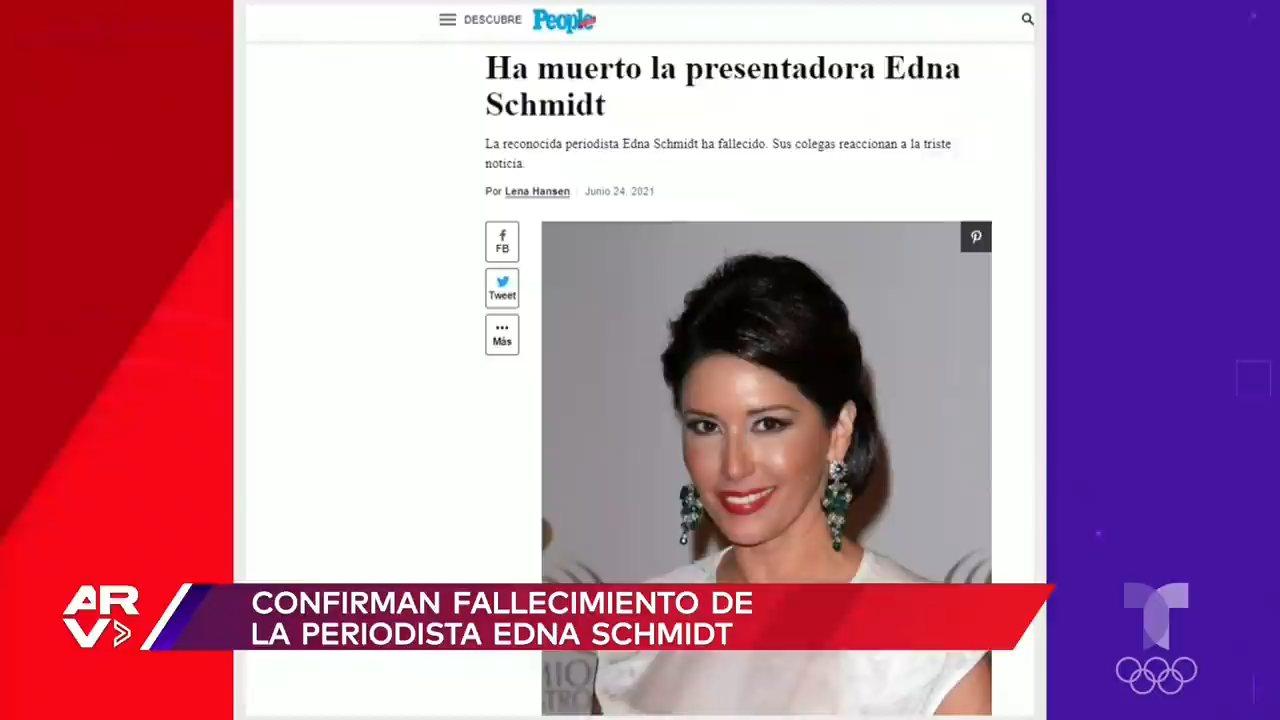 DESCUBRE People
Ha muerto la presentadora Edna
Schmidt
La reconocida periodista Edna Schmidt ha fallecido. Sus colegas reaccionan a la triste
noticia.
Por Lena Hansen Junio 24, 2021
FB
Tweet
Más
ARV
CONFIRMAN FALLECIMIENTO DE
LA PERIODISTA EDNA SCHMIDT